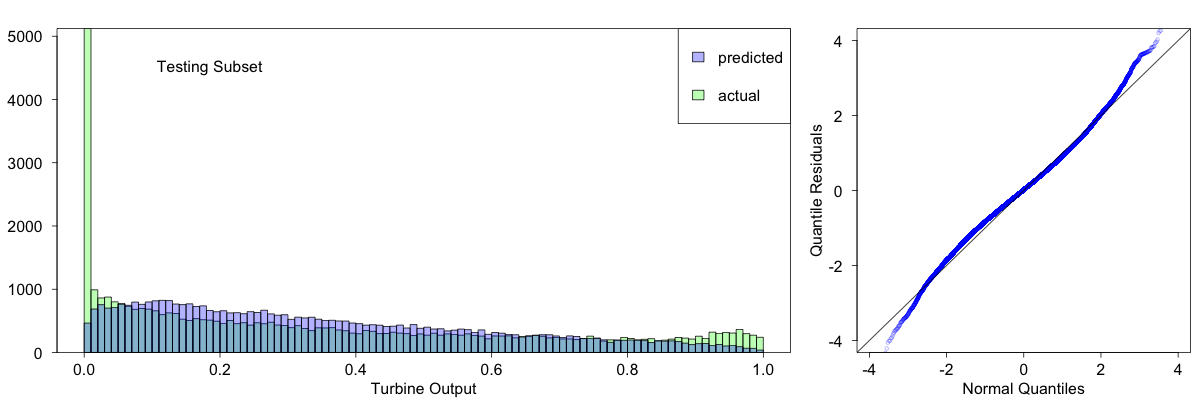 5000
4000
3000
2000
1000
0
Testing Subset
predicted
actual
0.0 0.2 0.4 0.6 0.8 1.0
Turbine Output
4
2
0
-2
-4
Quantile Residuals
-4 -2 0 2 4
Normal Quantiles